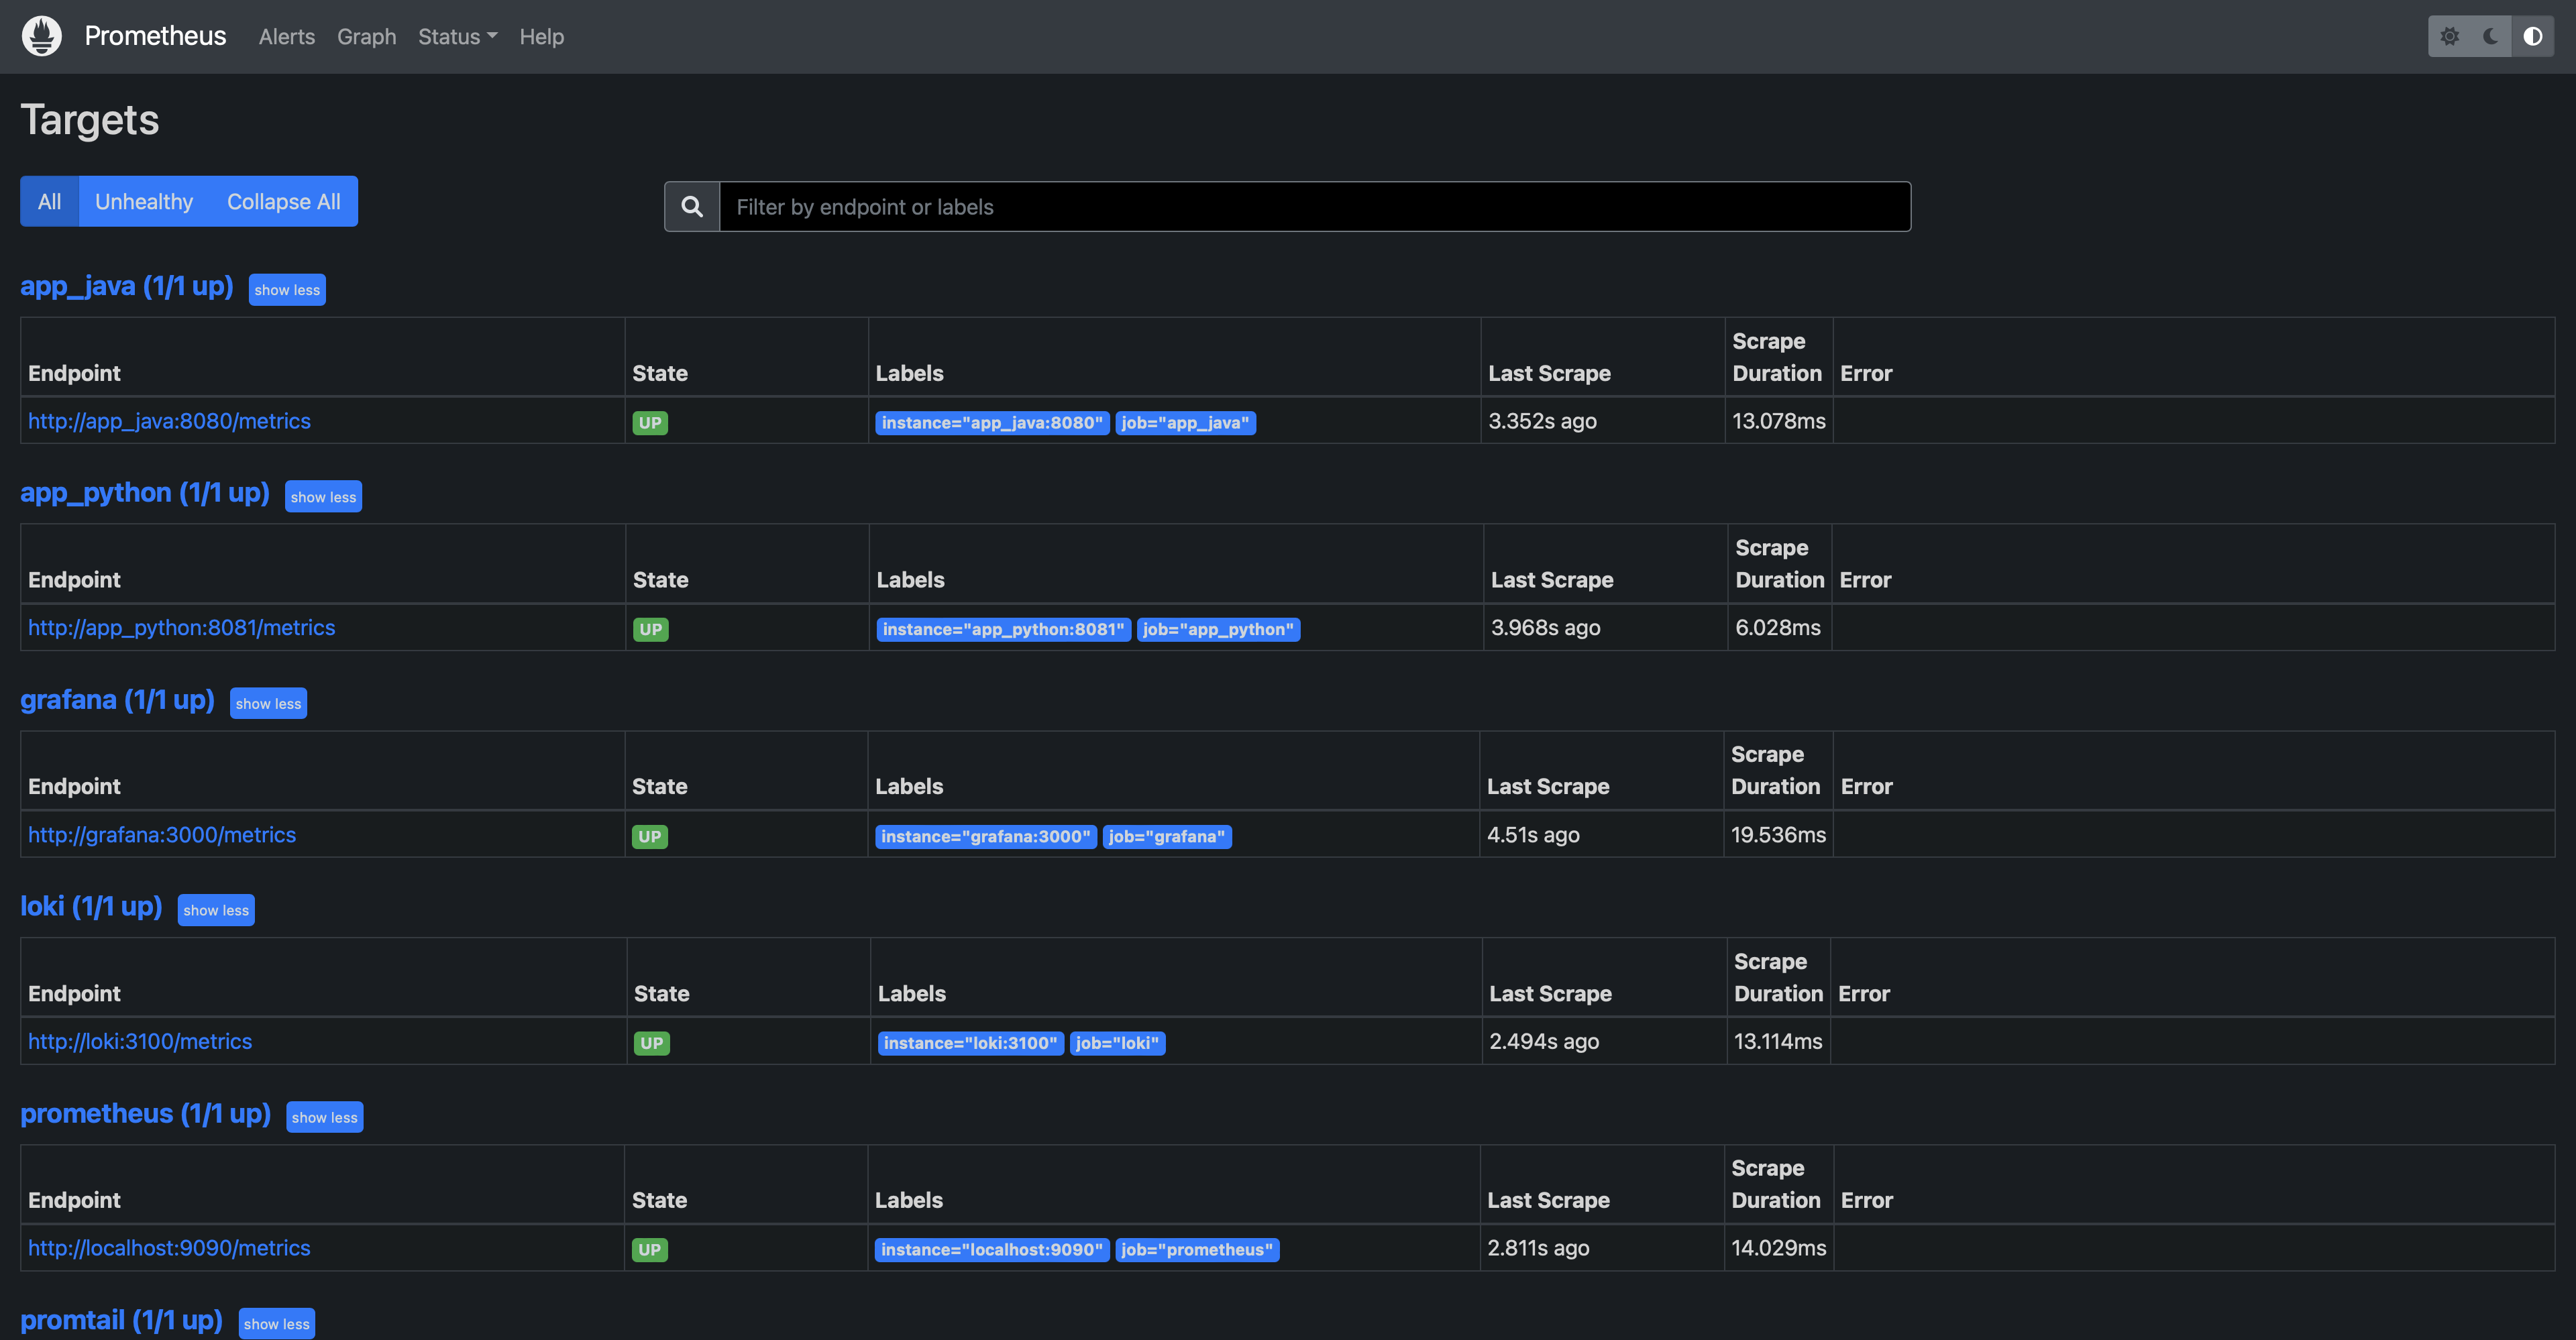 Prometheus Alerts Graph Status Help
Targets
All Unhealthy Collapse All
Filter by endpoint or labels
app_java (1/1 up) show less
Endpoint State Labels Last Scrape Scrape Duration Error
http://app_java:8080/metrics UP instance="app_java:8080" job="app_java" 3.352s ago 13.078ms
app_python (1/1 up) show less
Endpoint State Labels Last Scrape Scrape Duration Error
http://app_python:8081/metrics UP instance="app_python:8081" job="app_python" 3.968s ago 6.028ms
grafana (1/1 up) show less
Endpoint State Labels Last Scrape Scrape Duration Error
http://grafana:3000/metrics UP instance="grafana:3000" job="grafana" 4.51s ago 19.536ms
loki (1/1 up) show less
Endpoint State Labels Last Scrape Scrape Duration Error
http://loki:3100/metrics UP instance="loki:3100" job="loki" 2.494s ago 13.114ms
prometheus (1/1 up) show less
Endpoint State Labels Last Scrape Scrape Duration Error
http://localhost:9090/metrics UP instance="localhost:9090" job="prometheus" 2.811s ago 14.029ms
promtail (1/1 up) show less